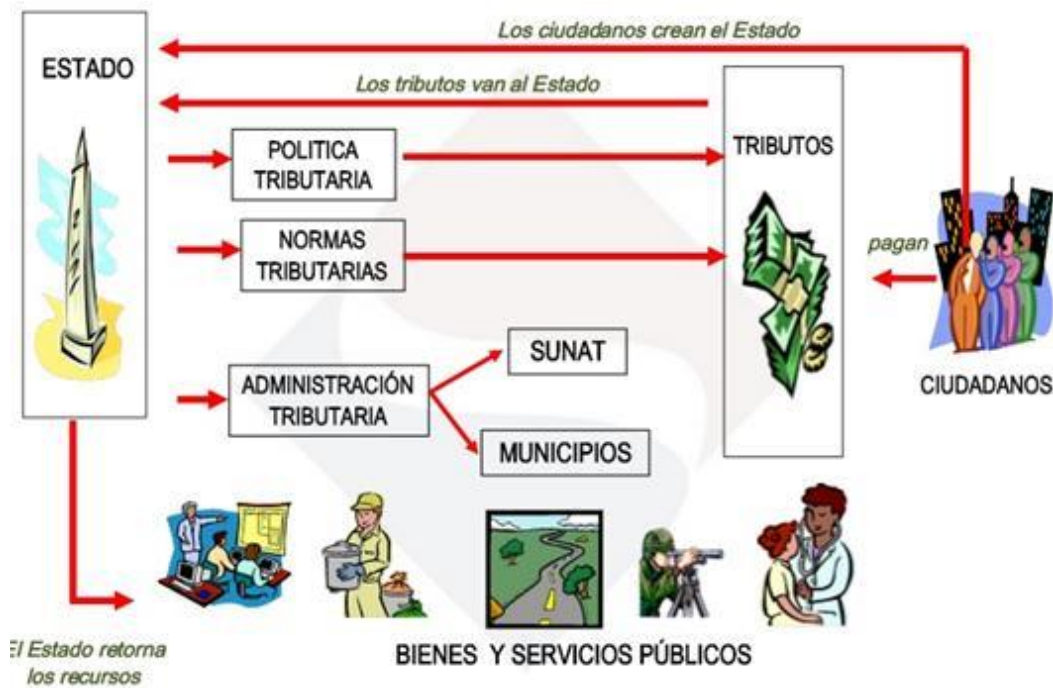 Los ciudadanos crean el Estado
ESTADO
Los tributos van al Estado
TRIBUTOS
POLITICA
TRIBUTARIA
NORMAS
TRIBUTARIAS
pagan
SUNAT
ADMINISTRACIÓN
TRIBUTARIA
CIUDADANOS
MUNICIPIOS
El Estado retorna
los recursos
BIENES Y SERVICIOS PÚBLICOS